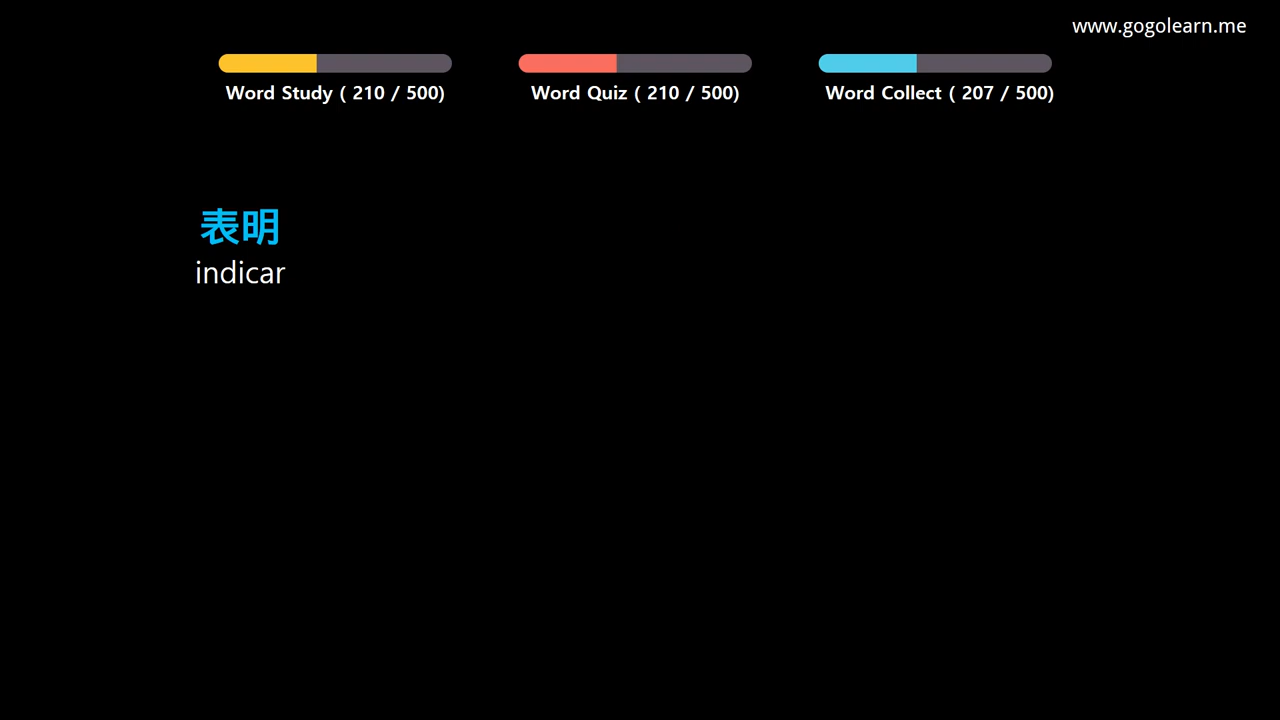 www.gogolearn.me
Word Study ( 210 / 500)
Word Quiz ( 210 / 500)
Word Collect ( 207 / 500)
表明
indicar